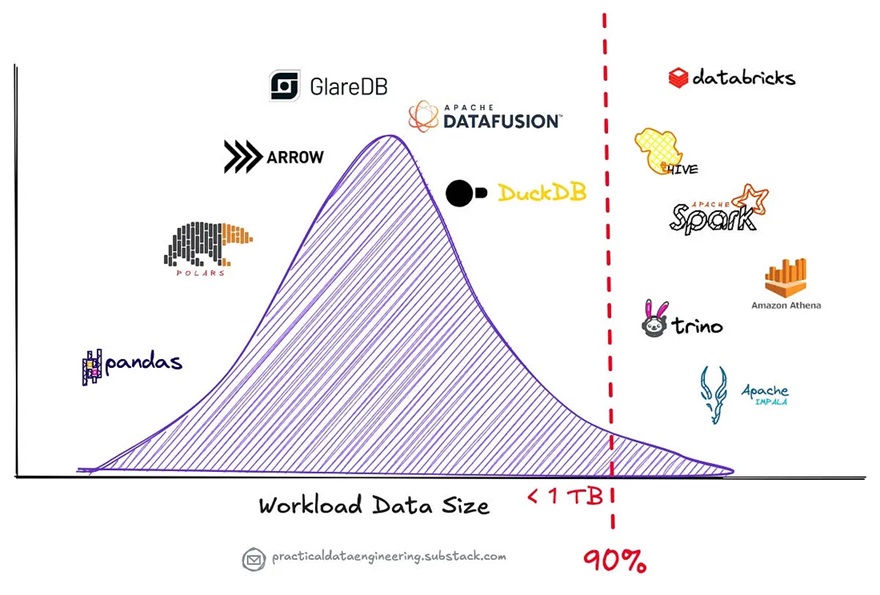 GlareDB
APACHE
DATAFUSION™
ARROW
DuckDB
POLARS
pandas
databricks
HIVE
APACHE
Spark
Amazon Athena
trino
Apache
IMPALA
Workload Data Size
< 1 TB
practicaldataengineering.substack.com
90%